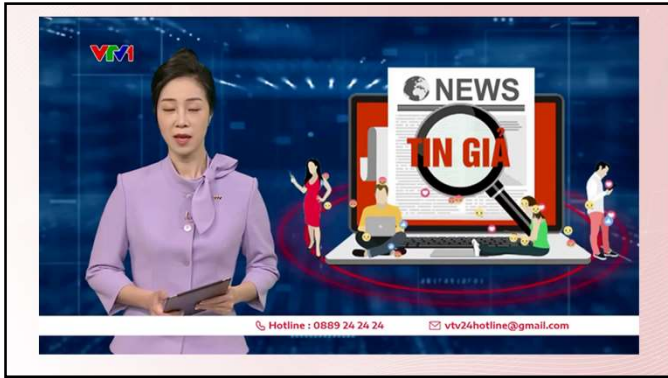 VTV1
NEWS
TIN GIẢ
Hotline : 0889 24 24 24
vtv24hotline@gmail.com